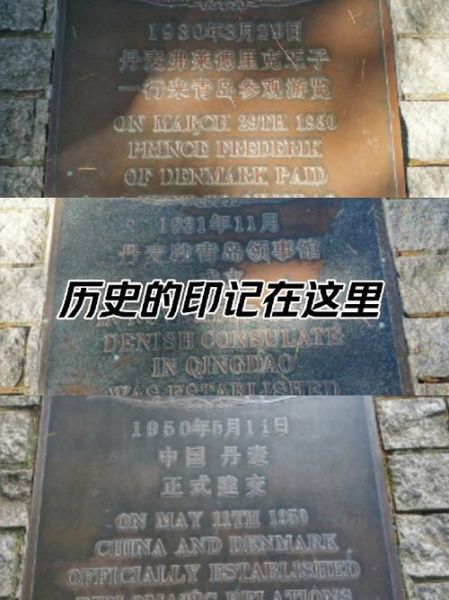 1930年3月29日
丹麦弗莱德里克王子
一行来青岛参观游览
ON MARCH 29TH 1930
PRINCE FREDERIK
OF DENMARK PAID
1931年11月
丹麦驻青岛领事馆
历史的印记在这里
DENISH CONSULATE
IN QINGDAO
WAS ESTABLISHED
1950年5月11日
中国 丹麦
正式建交
ON MAY 11TH 1950
CHINA AND DENMARK
OFFICIALLY ESTABLISHED
DIPLOMATIC RELATIONS